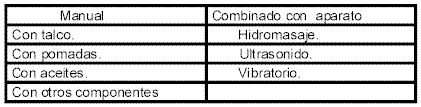 Manual Combinado con aparato
Con talco. Hidromasaje.
Con pomadas. Ultrasonido.
Con aceites. Vibratorio.
Con otros componentes